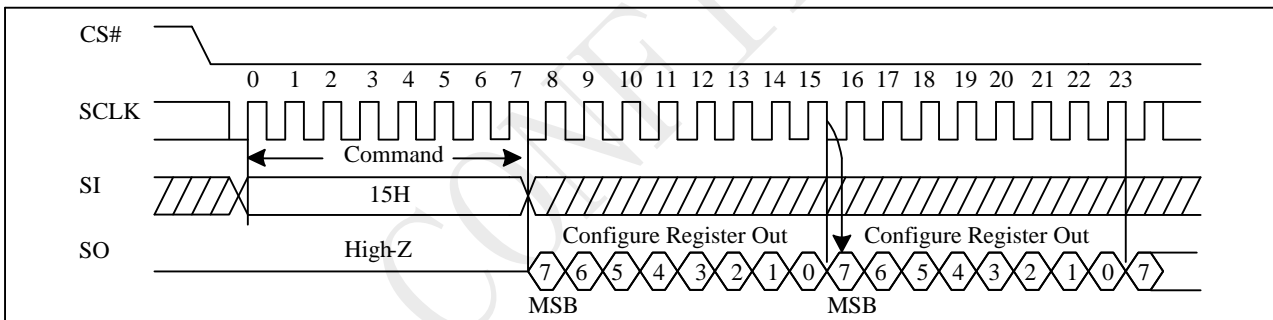 CS#
0 1 2 3 4 5 6 7 8 9 10 11 12 13 14 15 16 17 18 19 20 21 22 23
SCLK
Command
SI
15H
SO
High-Z
Configure Register Out Configure Register Out
7 6 5 4 3 2 1 0 7 6 5 4 3 2 1 0 7
MSB MSB